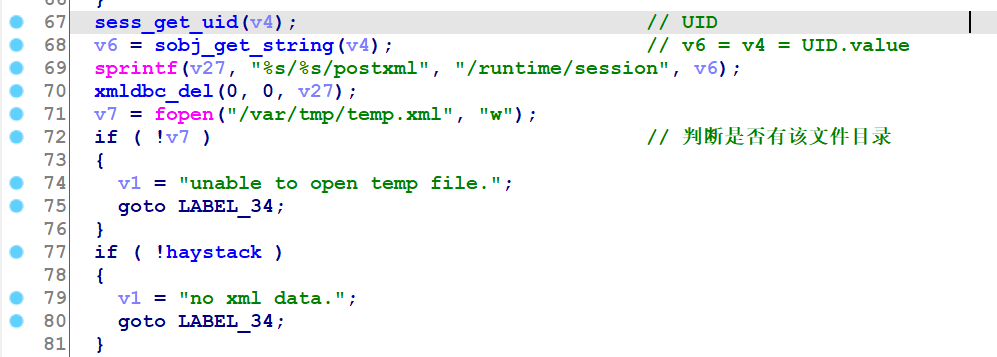 67 sess_get_uid(v4); // UID
68 v6 = sobj_get_string(v4); // v6 = v4 = UID.value
69 sprintf(v27, "%s/%s/postxml", "/runtime/session", v6);
70 xmldbc_del(0, 0, v27);
71 v7 = fopen("/var/tmp/temp.xml", "w");
72 if ( !v7 ) // 判断是否有该文件目录
73 {
74 v1 = "unable to open temp file.";
75 goto LABEL_34;
76 }
77 if ( !haystack )
78 {
79 v1 = "no xml data.";
80 goto LABEL_34;
81 }